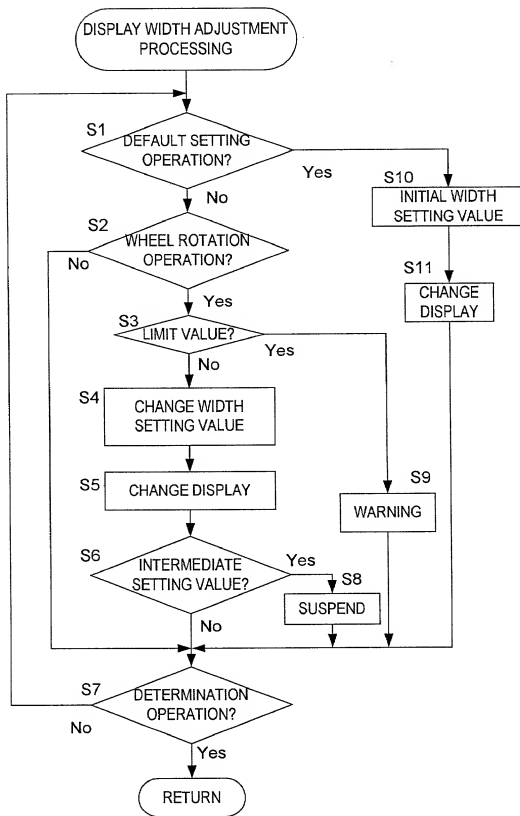 DISPLAY WIDTH ADJUSTMENT
PROCESSING
S1
DEFAULT SETTING
OPERATION?
Yes
No
S10
INITIAL WIDTH
SETTING VALUE
S11
CHANGE
DISPLAY
S2
WHEEL ROTATION
OPERATION?
No
Yes
S3
LIMIT VALUE?
Yes
No
S4
CHANGE WIDTH
SETTING VALUE
S5
CHANGE DISPLAY
S9
WARNING
S6
INTERMEDIATE
SETTING VALUE?
Yes
S8
SUSPEND
No
S7
DETERMINATION
OPERATION?
No
Yes
RETURN